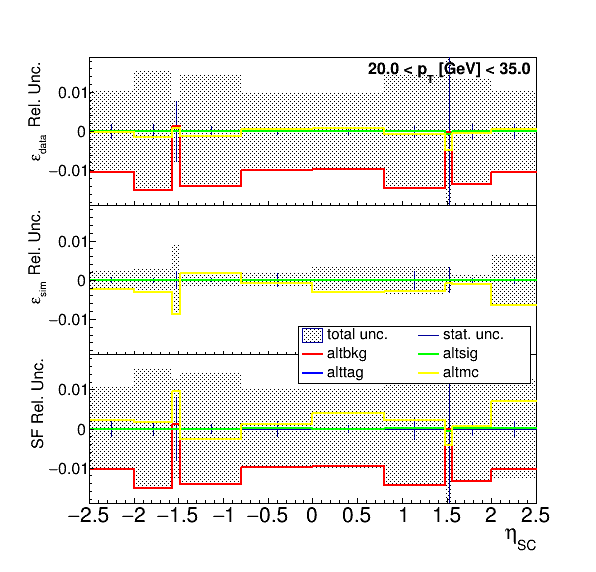 20.0 < p_T [GeV] < 35.0
ε_data Rel. Unc.
0.01
0
−0.01
ε_sim Rel. Unc.
0.01
0
−0.01
total unc. stat. unc.
altbkg altsig
alttag altmc
SF Rel. Unc.
0.01
0
−0.01
−2.5 −2 −1.5 −1 −0.5 0 0.5 1 1.5 2 2.5
η_SC